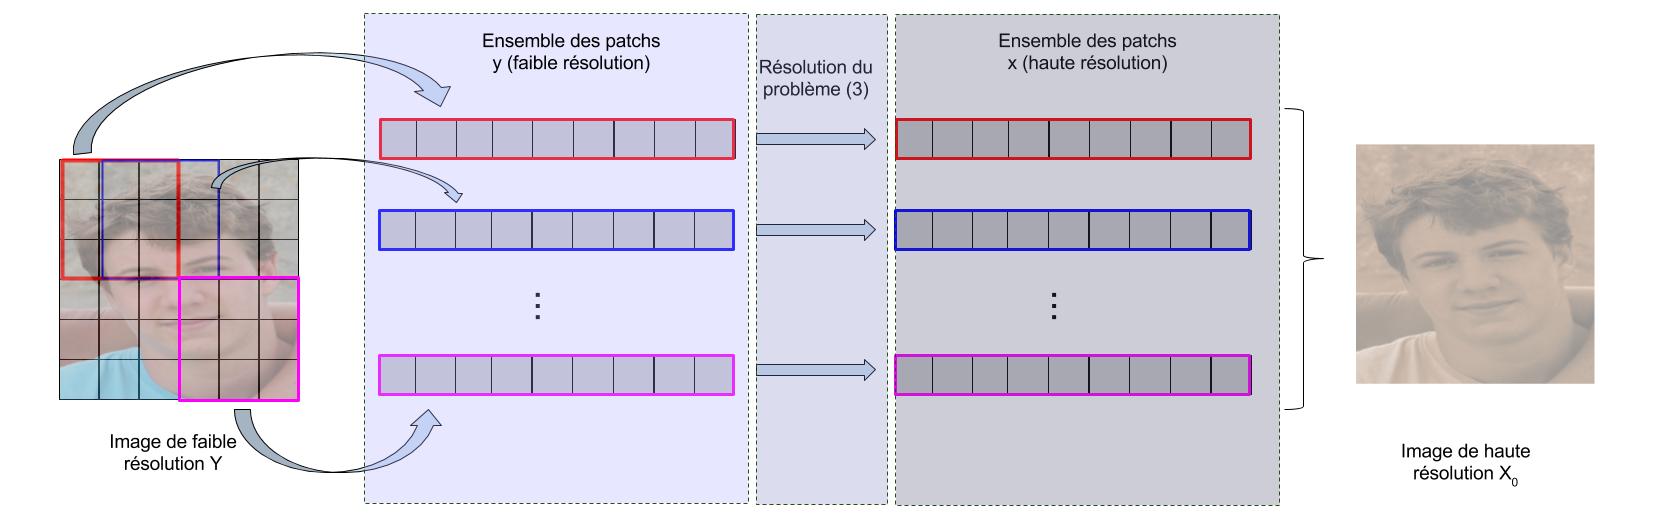 Ensemble des patchs
y (faible résolution)
Résolution du
problème (3)
Ensemble des patchs
x (haute résolution)
Image de faible
résolution Y
Image de haute
résolution X₀